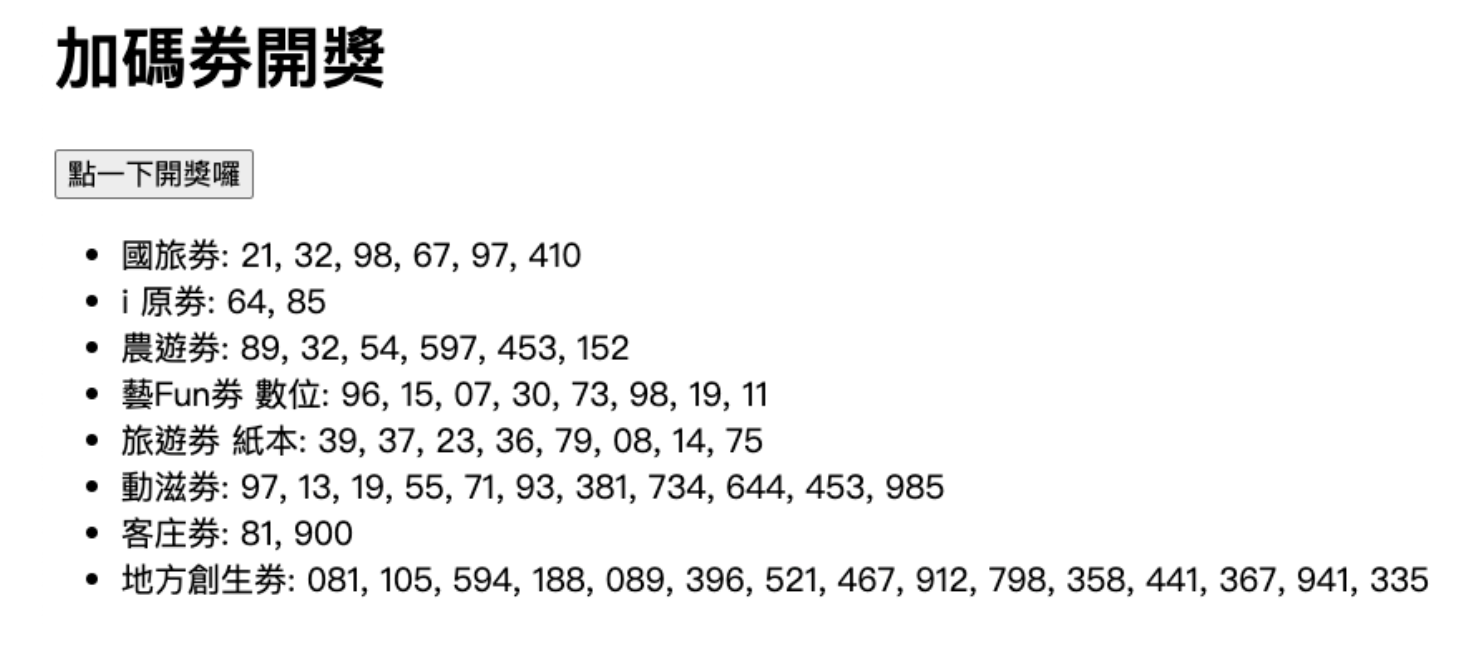 加碼券開獎
點一下開獎囉
國旅券: 21, 32, 98, 67, 97, 410
i 原券: 64, 85
農遊券: 89, 32, 54, 597, 453, 152
藝Fun券 數位: 96, 15, 07, 30, 73, 98, 19, 11
旅遊券 紙本: 39, 37, 23, 36, 79, 08, 14, 75
動滋券: 97, 13, 19, 55, 71, 93, 381, 734, 644, 453, 985
客庄券: 81, 900
地方創生券: 081, 105, 594, 188, 089, 396, 521, 467, 912, 798, 358, 441, 367, 941, 335